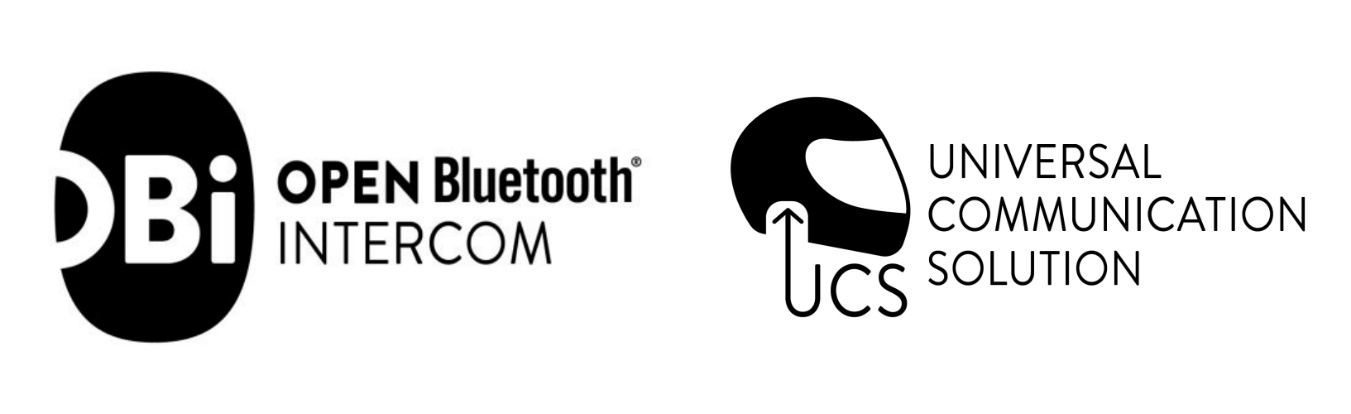 OBi
OPEN Bluetooth®
INTERCOM
UCS
UNIVERSAL
COMMUNICATION
SOLUTION